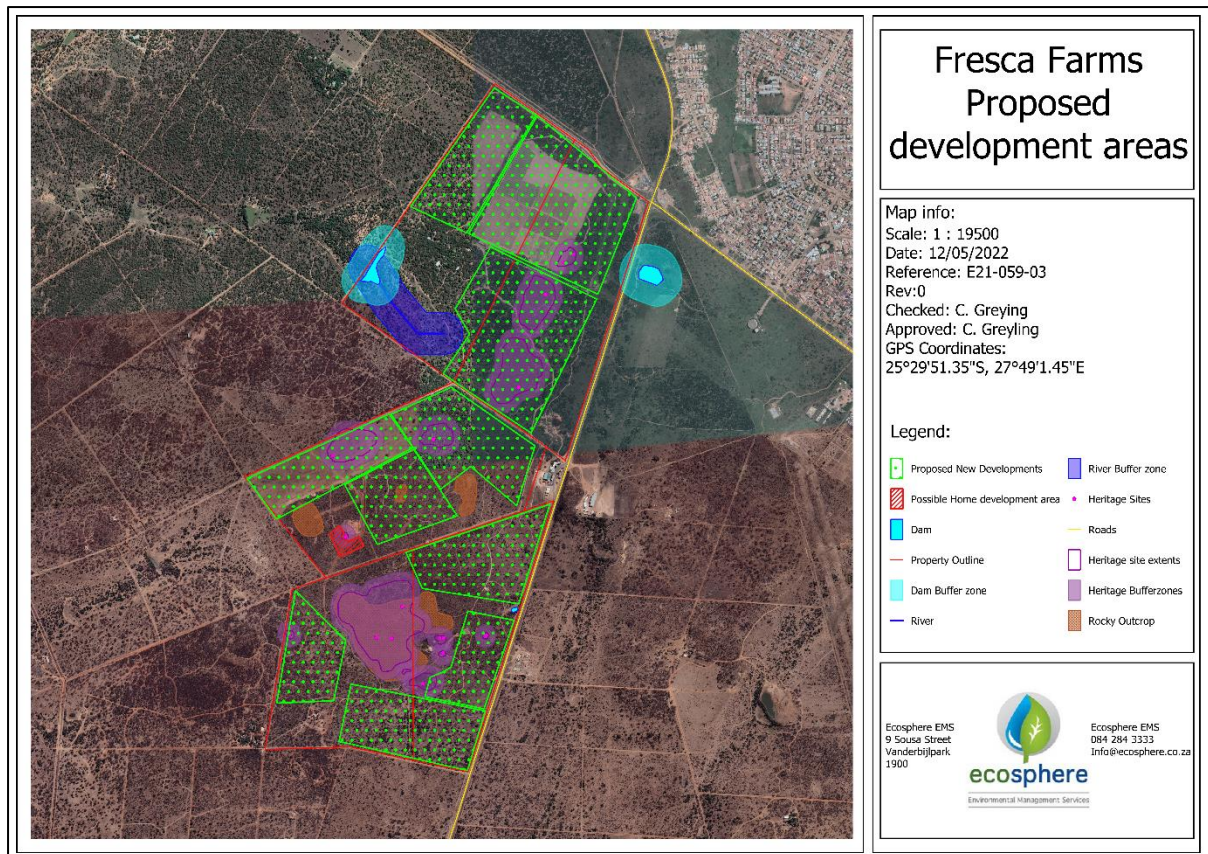 Fresca Farms
Proposed
development areas
Map info:
Scale: 1 : 19500
Date: 12/05/2022
Reference: E21-059-03
Rev:0
Checked: C. Greying
Approved: C. Greyling
GPS Coordinates:
25°29'51.35"S, 27°49'1.45"E
Legend:
Proposed New Developments
Possible Home development area
Dam
Property Outline
Dam Buffer zone
River
River Buffer zone
Heritage Sites
Roads
Heritage site extents
Heritage Bufferzones
Rocky Outcrop
Ecosphere EMS
9 Sousa Street
Vanderbijlpark
1900
ecosphere
Environmental Management Services
Ecosphere EMS
084 284 3333
Info@ecosphere.co.za